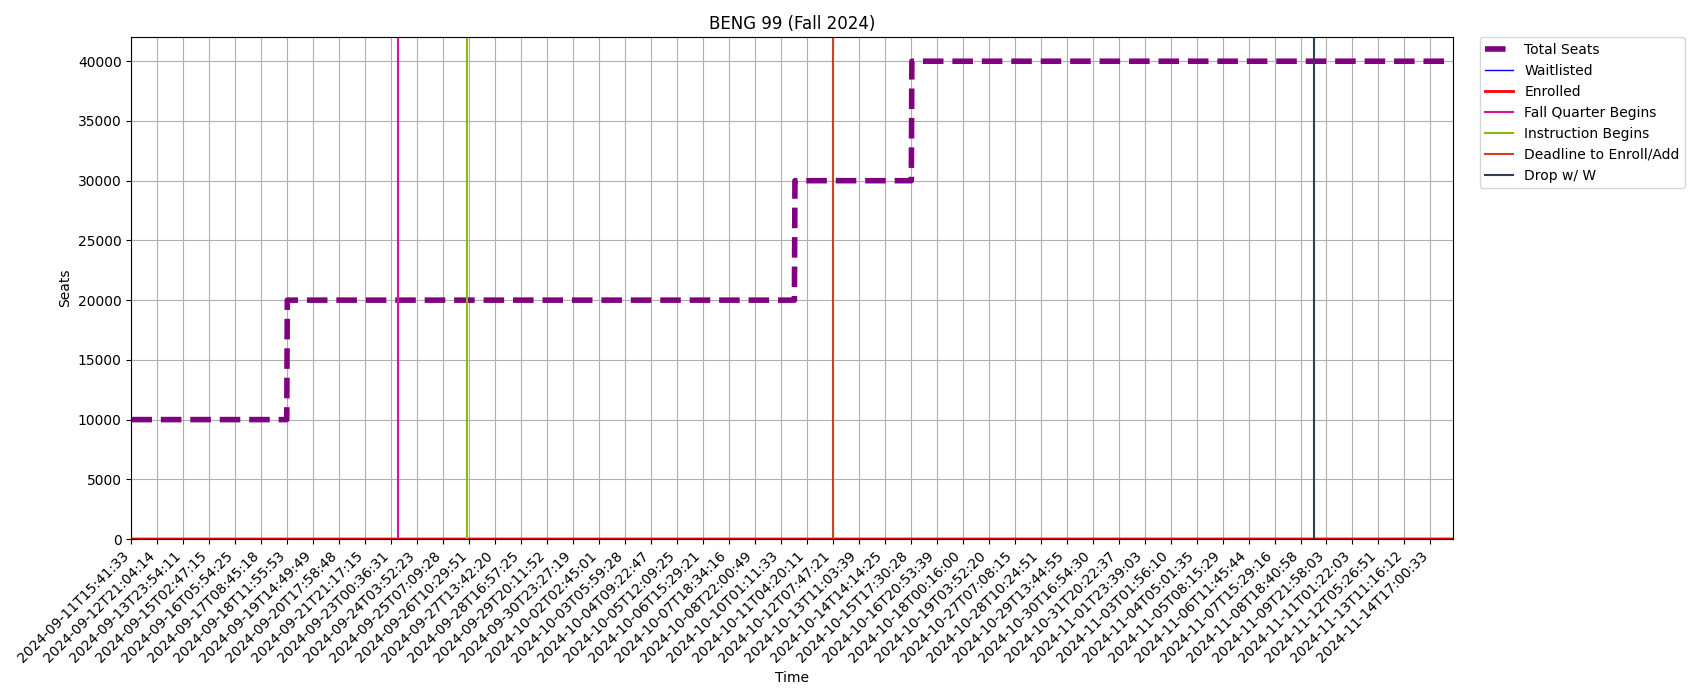 BENG 99 (Fall 2024)
Total Seats
Waitlisted
Enrolled
Fall Quarter Begins
Instruction Begins
Deadline to Enroll/Add
Drop w/ W
Seats
40000
35000
30000
25000
20000
15000
10000
5000
0
2024-09-11T15:41:33
2024-09-12T21:04:14
2024-09-13T23:54:11
2024-09-15T02:47:15
2024-09-16T05:54:25
2024-09-17T08:45:18
2024-09-18T11:55:53
2024-09-19T14:49:49
2024-09-20T17:58:48
2024-09-21T21:17:15
2024-09-23T00:36:31
2024-09-24T03:52:23
2024-09-25T07:09:28
2024-09-26T10:29:51
2024-09-27T13:42:20
2024-09-28T16:57:25
2024-09-29T20:11:52
2024-09-30T23:27:19
2024-10-02T02:45:01
2024-10-03T05:59:28
2024-10-04T09:22:47
2024-10-05T12:09:25
2024-10-06T15:29:21
2024-10-07T18:34:16
2024-10-08T22:00:49
2024-10-10T01:11:33
2024-10-11T04:20:11
2024-10-12T07:47:21
2024-10-13T11:03:39
2024-10-14T14:14:25
2024-10-15T17:30:28
2024-10-16T20:53:39
2024-10-18T00:16:00
2024-10-19T03:52:20
2024-10-27T07:08:15
2024-10-28T10:24:51
2024-10-29T13:44:55
2024-10-30T16:54:30
2024-10-31T20:22:37
2024-11-01T23:39:03
2024-11-03T01:56:10
2024-11-04T05:01:35
2024-11-05T08:15:29
2024-11-06T11:45:44
2024-11-07T15:29:16
2024-11-08T18:40:58
2024-11-09T21:58:03
2024-11-11T01:22:03
2024-11-12T05:26:51
2024-11-13T11:16:12
2024-11-14T17:00:33
Time